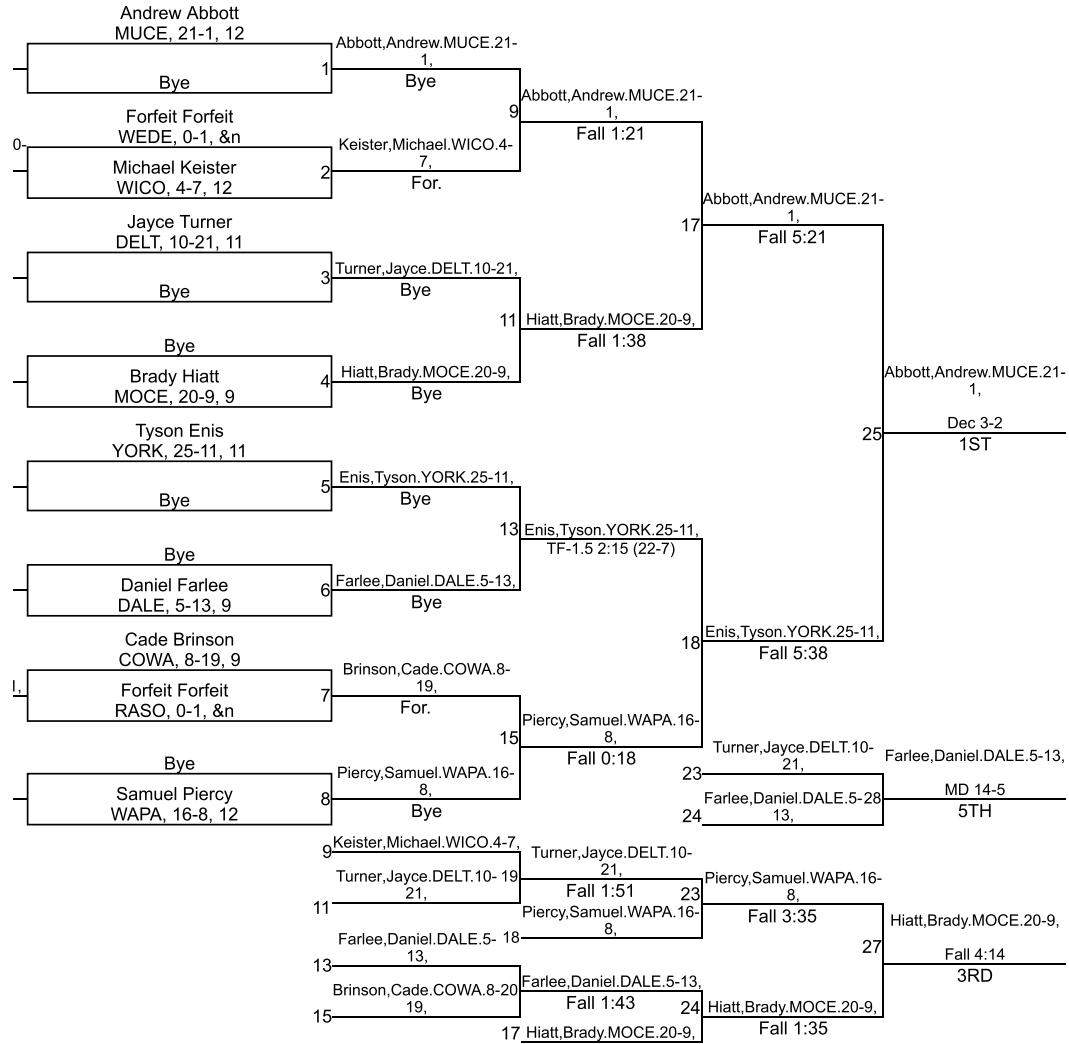 Andrew Abbott
MUCE, 21-1, 12
Bye
1
Abbott,Andrew.MUCE.21-
1,
Bye
Forfeit Forfeit
WEDE, 0-1, &n
0-
Michael Keister
WICO, 4-7, 12
2
Keister,Michael.WICO.4-
7,
For.
9
Abbott,Andrew.MUCE.21-
1,
Fall 1:21
Jayce Turner
DELT, 10-21, 11
Bye
3
Turner,Jayce.DELT.10-21,
Bye
Bye
Brady Hiatt
MOCE, 20-9, 9
4
Hiatt,Brady.MOCE.20-9,
Bye
11
Hiatt,Brady.MOCE.20-9,
Fall 1:38
17
Abbott,Andrew.MUCE.21-
1,
Fall 5:21
Tyson Enis
YORK, 25-11, 11
Bye
5
Enis,Tyson.YORK.25-11,
Bye
Bye
Daniel Farlee
DALE, 5-13, 9
6
Farlee,Daniel.DALE.5-13,
Bye
13
Enis,Tyson.YORK.25-11,
TF-1.5 2:15 (22-7)
Cade Brinson
COWA, 8-19, 9
Forfeit Forfeit
RASO, 0-1, &n
7
Brinson,Cade.COWA.8-
19,
For.
Bye
Samuel Piercy
WAPA, 16-8, 12
8
Piercy,Samuel.WAPA.16-
8,
Bye
15
Piercy,Samuel.WAPA.16-
8,
Fall 0:18
18
Enis,Tyson.YORK.25-11,
Fall 5:38
25
Abbott,Andrew.MUCE.21-
1,
Dec 3-2
1ST
23
Turner,Jayce.DELT.10-
21,
24
Farlee,Daniel.DALE.5-28
13,
Farlee,Daniel.DALE.5-13,
MD 14-5
5TH
9
Keister,Michael.WICO.4-7,
11
Turner,Jayce.DELT.10- 19
21,
Turner,Jayce.DELT.10-
21,
Fall 1:51
18
Piercy,Samuel.WAPA.16-
8,
23
Piercy,Samuel.WAPA.16-
8,
Fall 3:35
13
Farlee,Daniel.DALE.5-
13,
15
Brinson,Cade.COWA.8-20
19,
Farlee,Daniel.DALE.5-13,
Fall 1:43
17
Hiatt,Brady.MOCE.20-9,
24
Hiatt,Brady.MOCE.20-9,
Fall 1:35
27
Hiatt,Brady.MOCE.20-9,
Fall 4:14
3RD